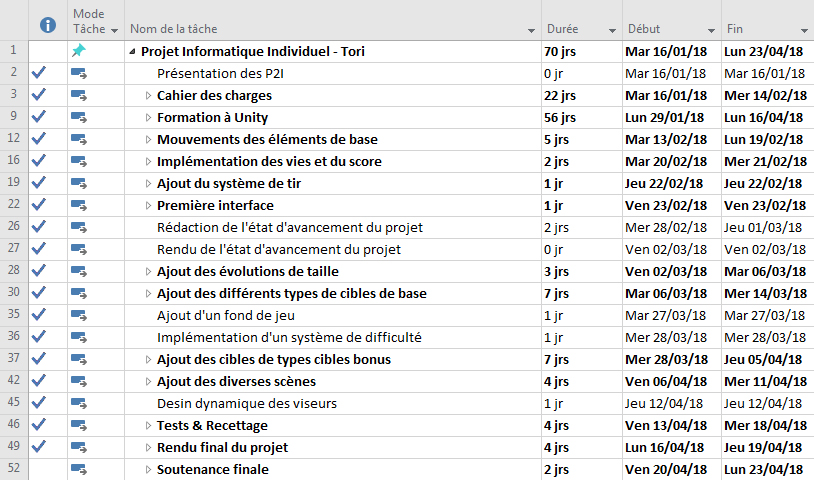 Mode Tâche Nom de la tâche Durée Début Fin
1 Projet Informatique Individuel - Tori 70 jrs Mar 16/01/18 Lun 23/04/18
2 Présentation des P2I 0 jr Mar 16/01/18 Mar 16/01/18
3 Cahier des charges 22 jrs Mar 16/01/18 Mer 14/02/18
9 Formation à Unity 56 jrs Lun 29/01/18 Lun 16/04/18
12 Mouvements des éléments de base 5 jrs Mar 13/02/18 Lun 19/02/18
16 Implémentation des vies et du score 2 jrs Mar 20/02/18 Mer 21/02/18
19 Ajout du système de tir 1 jr Jeu 22/02/18 Jeu 22/02/18
22 Première interface 1 jr Ven 23/02/18 Ven 23/02/18
26 Rédaction de l'état d'avancement du projet 2 jrs Mer 28/02/18 Jeu 01/03/18
27 Rendu de l'état d'avancement du projet 0 jr Ven 02/03/18 Ven 02/03/18
28 Ajout des évolutions de taille 3 jrs Ven 02/03/18 Mar 06/03/18
30 Ajout des différents types de cibles de base 7 jrs Mar 06/03/18 Mer 14/03/18
35 Ajout d'un fond de jeu 1 jr Mar 27/03/18 Mar 27/03/18
36 Implémentation d'un système de difficulté 1 jr Mer 28/03/18 Mer 28/03/18
37 Ajout des cibles de types cibles bonus 7 jrs Mer 28/03/18 Jeu 05/04/18
42 Ajout des diverses scènes 4 jrs Ven 06/04/18 Mer 11/04/18
45 Desin dynamique des viseurs 1 jr Jeu 12/04/18 Jeu 12/04/18
46 Tests & Recettage 4 jrs Ven 13/04/18 Mer 18/04/18
49 Rendu final du projet 4 jrs Lun 16/04/18 Jeu 19/04/18
52 Soutenance finale 2 jrs Ven 20/04/18 Lun 23/04/18